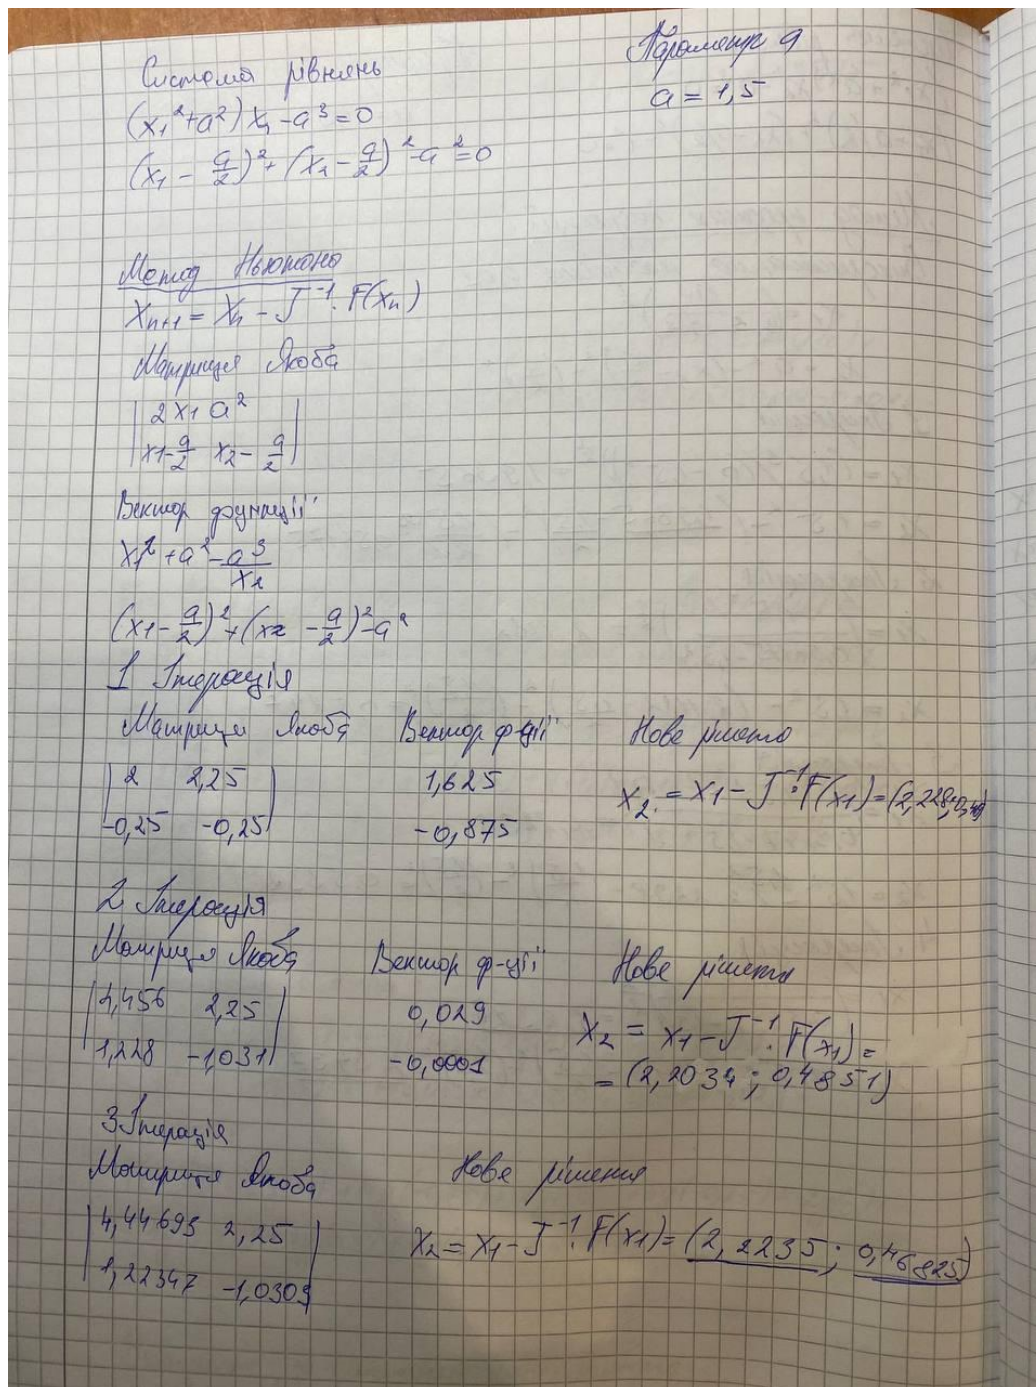 Система рівнянь
Параметр a
a = 1,5
(x₁² + a²) x₂ - a³ = 0
(x₁ - a/2)² + (x₂ - a/2)² - a² = 0
Метод Ньютона
Xn+1 = Xn - J⁻¹ · F(xn)
Матриця Якобі
| 2x1 a² |
| x1 - a/2 x2 - a/2 |
Вектор функції
x1² + a² - a³/x2
(x1 - a/2)² + (x2 - a/2)² - a²
1 Ітерація
Матриця Якобі Вектор ф-ції Нове рішення
| 2 2,25 | 1,625
X2 = X1 - J⁻¹ · F(x1) =
| -0,25 -0,25 | -0,875
2 Ітерація
Матриця Якобі Вектор ф-ції Нове рішення
| 4,456 2,25 | 0,029
X2 = X1 - J⁻¹ · F(x1) =
| 1,228 -1,031 | -0,0001
= (2,2034 ; 0,4851)
3 Ітерація
Матриця Якобі Нове рішення
| 4,44693 2,25 |
X2 = X1 - J⁻¹ · F(x1) = (2,2235 ; 0,46825)
| 1,22347 -1,0303 |